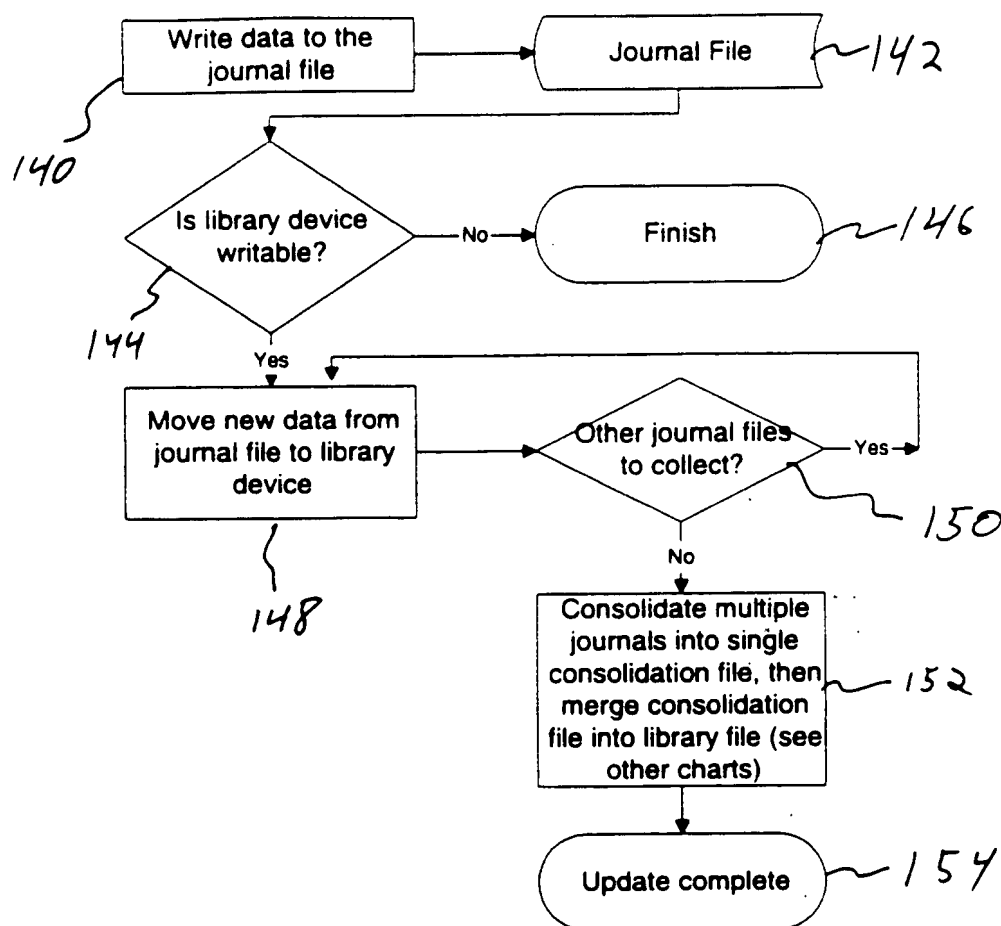 Write data to the
journal file
Journal File
142
140
Is library device
writable?
No
Finish
146
144
Yes
Move new data from
journal file to library
device
Other journal files
to collect?
Yes
150
148
No
Consolidate multiple
journals into single
consolidation file, then
merge consolidation
file into library file (see
other charts)
152
Update complete
154